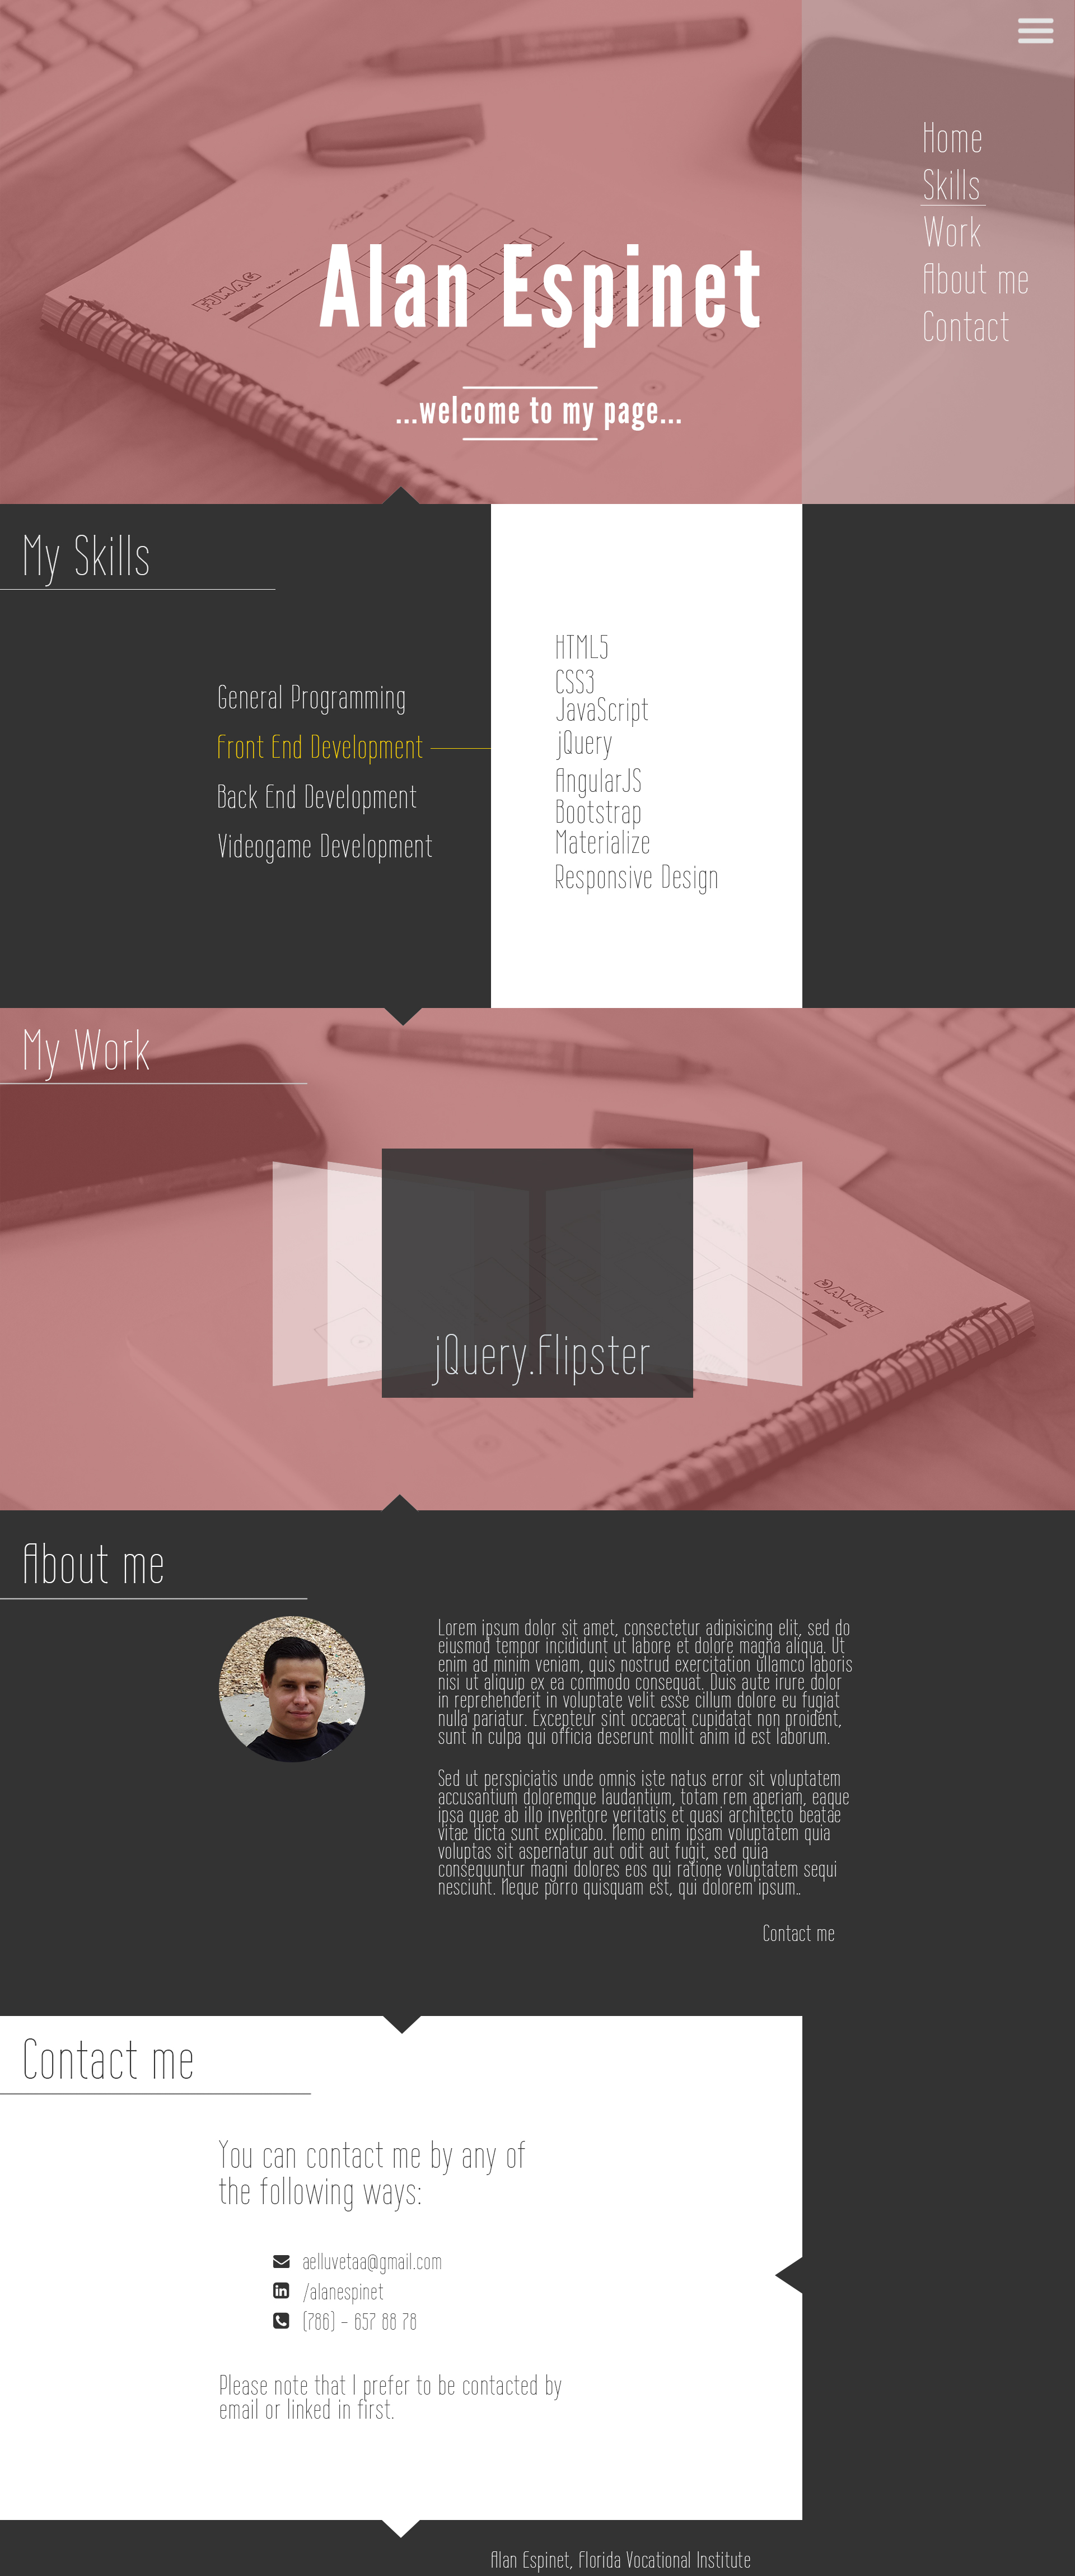 Home
Skills
Work
About me
Contact
Alan Espinet
...welcome to my page...
My Skills
General Programming
Front End Development
Back End Development
Videogame Development
HTML5
CSS3
JavaScript
jQuery
AngularJS
Bootstrap
Materialize
Responsive Design
My Work
jQuery.Flipster
About me
Lorem ipsum dolor sit amet, consectetur adipisicing elit, sed do
eiusmod tempor incididunt ut labore et dolore magna aliqua. Ut
enim ad minim veniam, quis nostrud exercitation ullamco laboris
nisi ut aliquip ex ea commodo consequat. Duis aute irure dolor
in reprehenderit in voluptate velit esse cillum dolore eu fugiat
nulla pariatur. Excepteur sint occaecat cupidatat non proident,
sunt in culpa qui officia deserunt mollit anim id est laborum.
Sed ut perspiciatis unde omnis iste natus error sit voluptatem
accusantium doloremque laudantium, totam rem aperiam, eaque
ipsa quae ab illo inventore veritatis et quasi architecto beatae
vitae dicta sunt explicabo. Nemo enim ipsam voluptatem quia
voluptas sit aspernatur aut odit aut fugit, sed quia
consequuntur magni dolores eos qui ratione voluptatem sequi
nesciunt. Neque porro quisquam est, qui dolorem ipsum..
Contact me
Contact me
You can contact me by any of
the following ways:
aelluvetaa@gmail.com
/alanespinet
(786) - 657 88 78
Please note that I prefer to be contacted by
email or linked in first.
Alan Espinet, Florida Vocational Institute